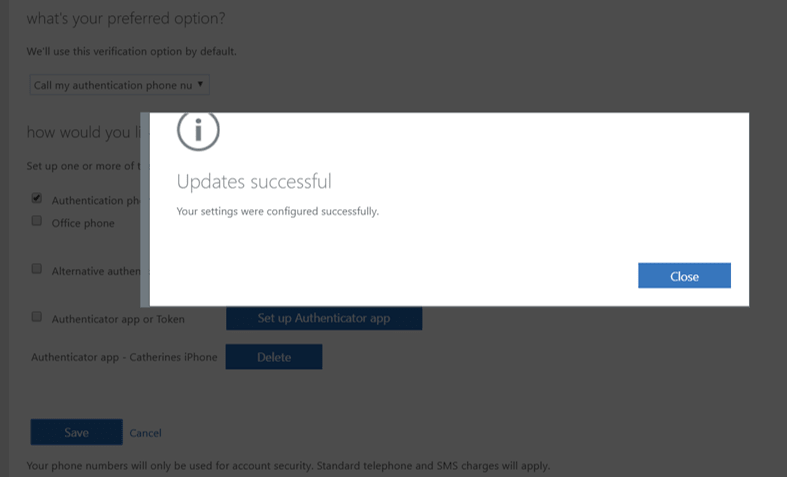 what's your preferred option?
We'll use this verification option by default.
Call my authentication phone nu
how would you li
Set up one or more of t
Updates successful
Your settings were configured successfully.
Close
Authentication ph
Office phone
Alternative authen
Authenticator app or Token
Set up Authenticator app
Authenticator app - Catherines iPhone
Delete
Save
Cancel
Your phone numbers will only be used for account security. Standard telephone and SMS charges will apply.